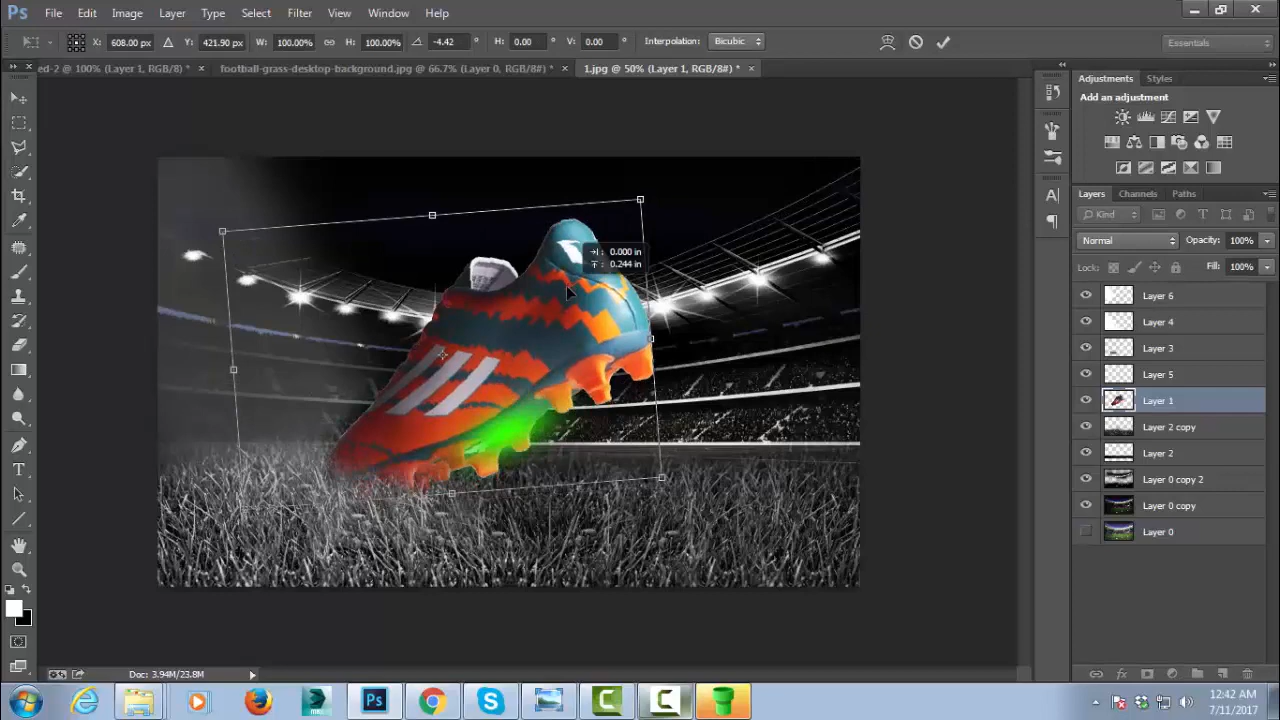 Ps File Edit Image Layer Type Select Filter 3D View Window Help
X: 608.00 px Y: 421.90 px W: 100.00% H: 100.00% -4.42 ° H: 0.00 ° V: 0.00 ° Interpolation: Bicubic Essentials
ed-2 @ 100% (Layer 1, RGB/8) * × football-grass-desktop-background.jpg @ 66.7% (Layer 0, RGB/8#) * × 1.jpg @ 50% (Layer 1, RGB/8#) * ×
Adjustments Styles
Add an adjustment
Layers Channels Paths
Kind
Normal Opacity: 100%
Lock: Fill: 100%
→: 0.000 in
0.244 in
Layer 6
Layer 4
Layer 3
Layer 5
Layer 1
Layer 2 copy
Layer 2
Layer 0 copy 2
Layer 0 copy
Layer 0
Doc: 3.94M/23.8M
12:42 AM
7/11/2017